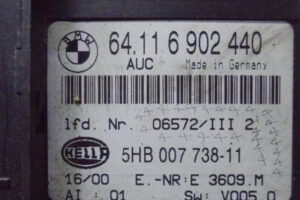 BMW
64.11 6 902 440
AUC Made in Germany
lfd. Nr. 06572/III 2
HELLA 5HB 007 738-11
16/00 E.-NR: E 3609.M
AI : 01 SW: V005.0